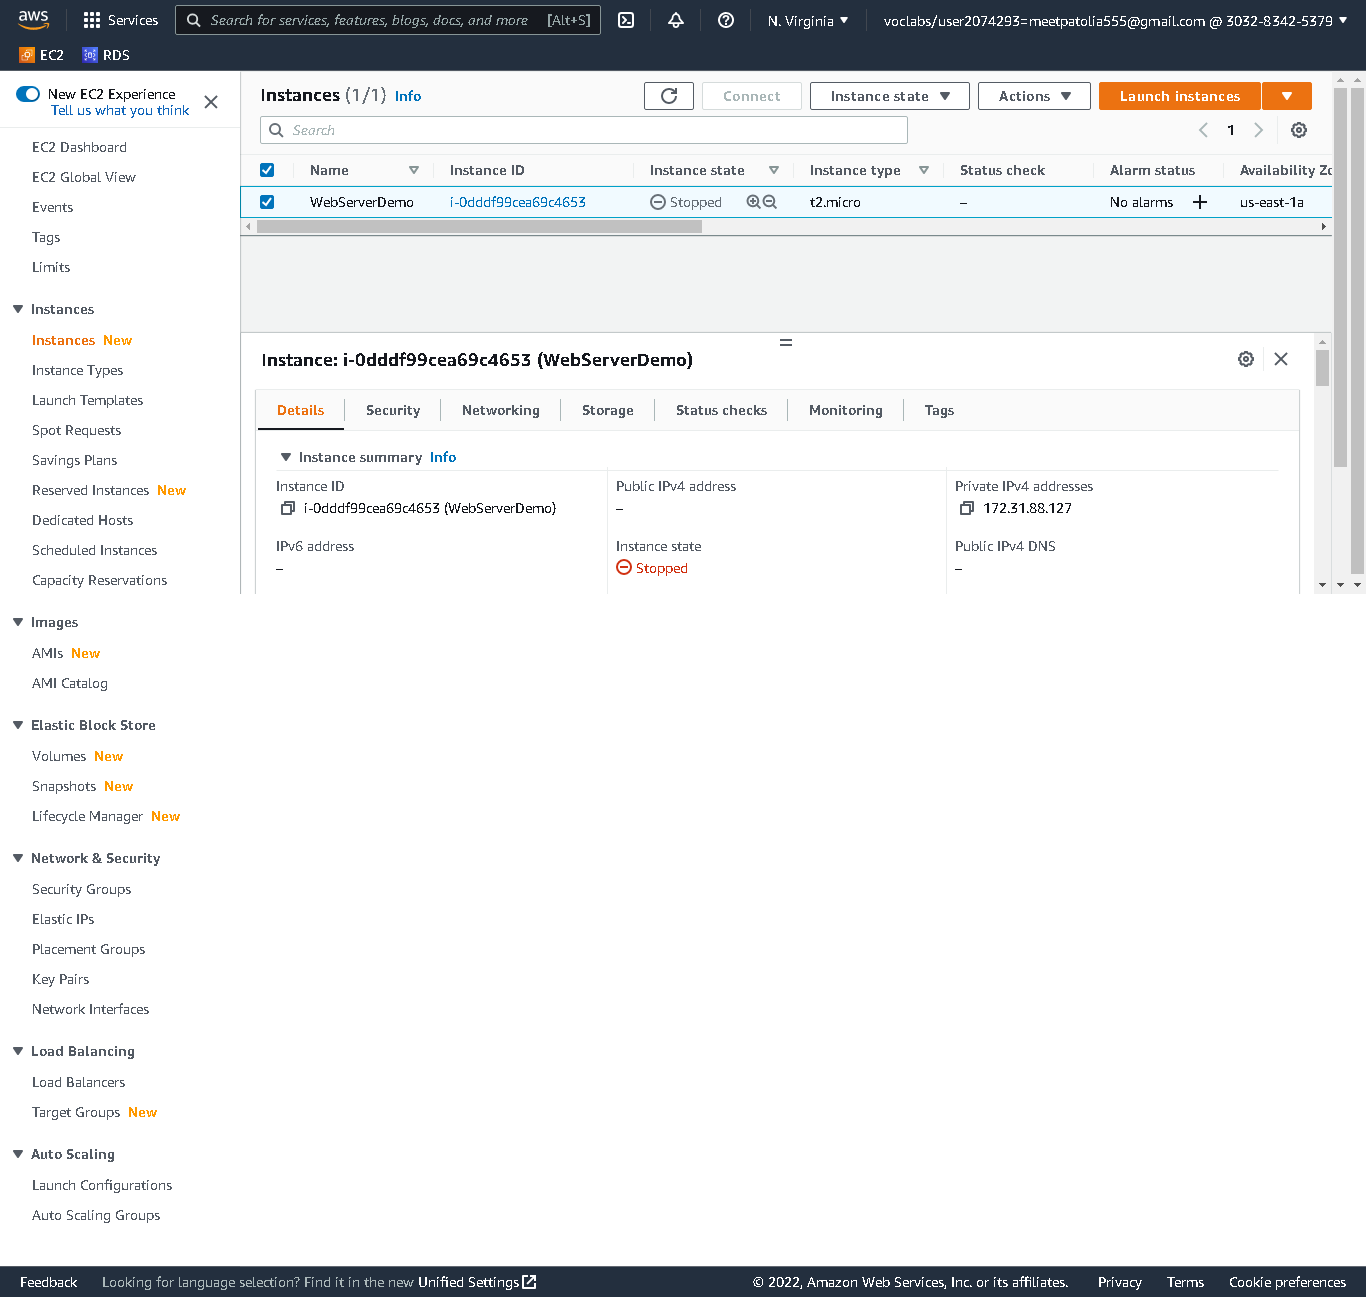 aws Services Search for services, features, blogs, docs, and more [Alt+S] N. Virginia voclabs/user2074293=meetpatolia555@gmail.com @ 3032-8342-5379
EC2 RDS
New EC2 Experience
Tell us what you think
EC2 Dashboard
EC2 Global View
Events
Tags
Limits
Instances
Instances New
Instance Types
Launch Templates
Spot Requests
Savings Plans
Reserved Instances New
Dedicated Hosts
Scheduled Instances
Capacity Reservations
Images
AMIs New
AMI Catalog
Elastic Block Store
Volumes New
Snapshots New
Lifecycle Manager New
Network & Security
Security Groups
Elastic IPs
Placement Groups
Key Pairs
Network Interfaces
Load Balancing
Load Balancers
Target Groups New
Auto Scaling
Launch Configurations
Auto Scaling Groups
Instances (1/1) Info Connect Instance state Actions Launch instances
Search 1
Name Instance ID Instance state Instance type Status check Alarm status Availability Zo
WebServerDemo i-0dddf99cea69c4653 Stopped t2.micro – No alarms + us-east-1a
Instance: i-0dddf99cea69c4653 (WebServerDemo)
Details Security Networking Storage Status checks Monitoring Tags
Instance summary Info
Instance ID Public IPv4 address Private IPv4 addresses
i-0dddf99cea69c4653 (WebServerDemo) – 172.31.88.127
IPv6 address Instance state Public IPv4 DNS
– Stopped –
Feedback Looking for language selection? Find it in the new Unified Settings © 2022, Amazon Web Services, Inc. or its affiliates. Privacy Terms Cookie preferences